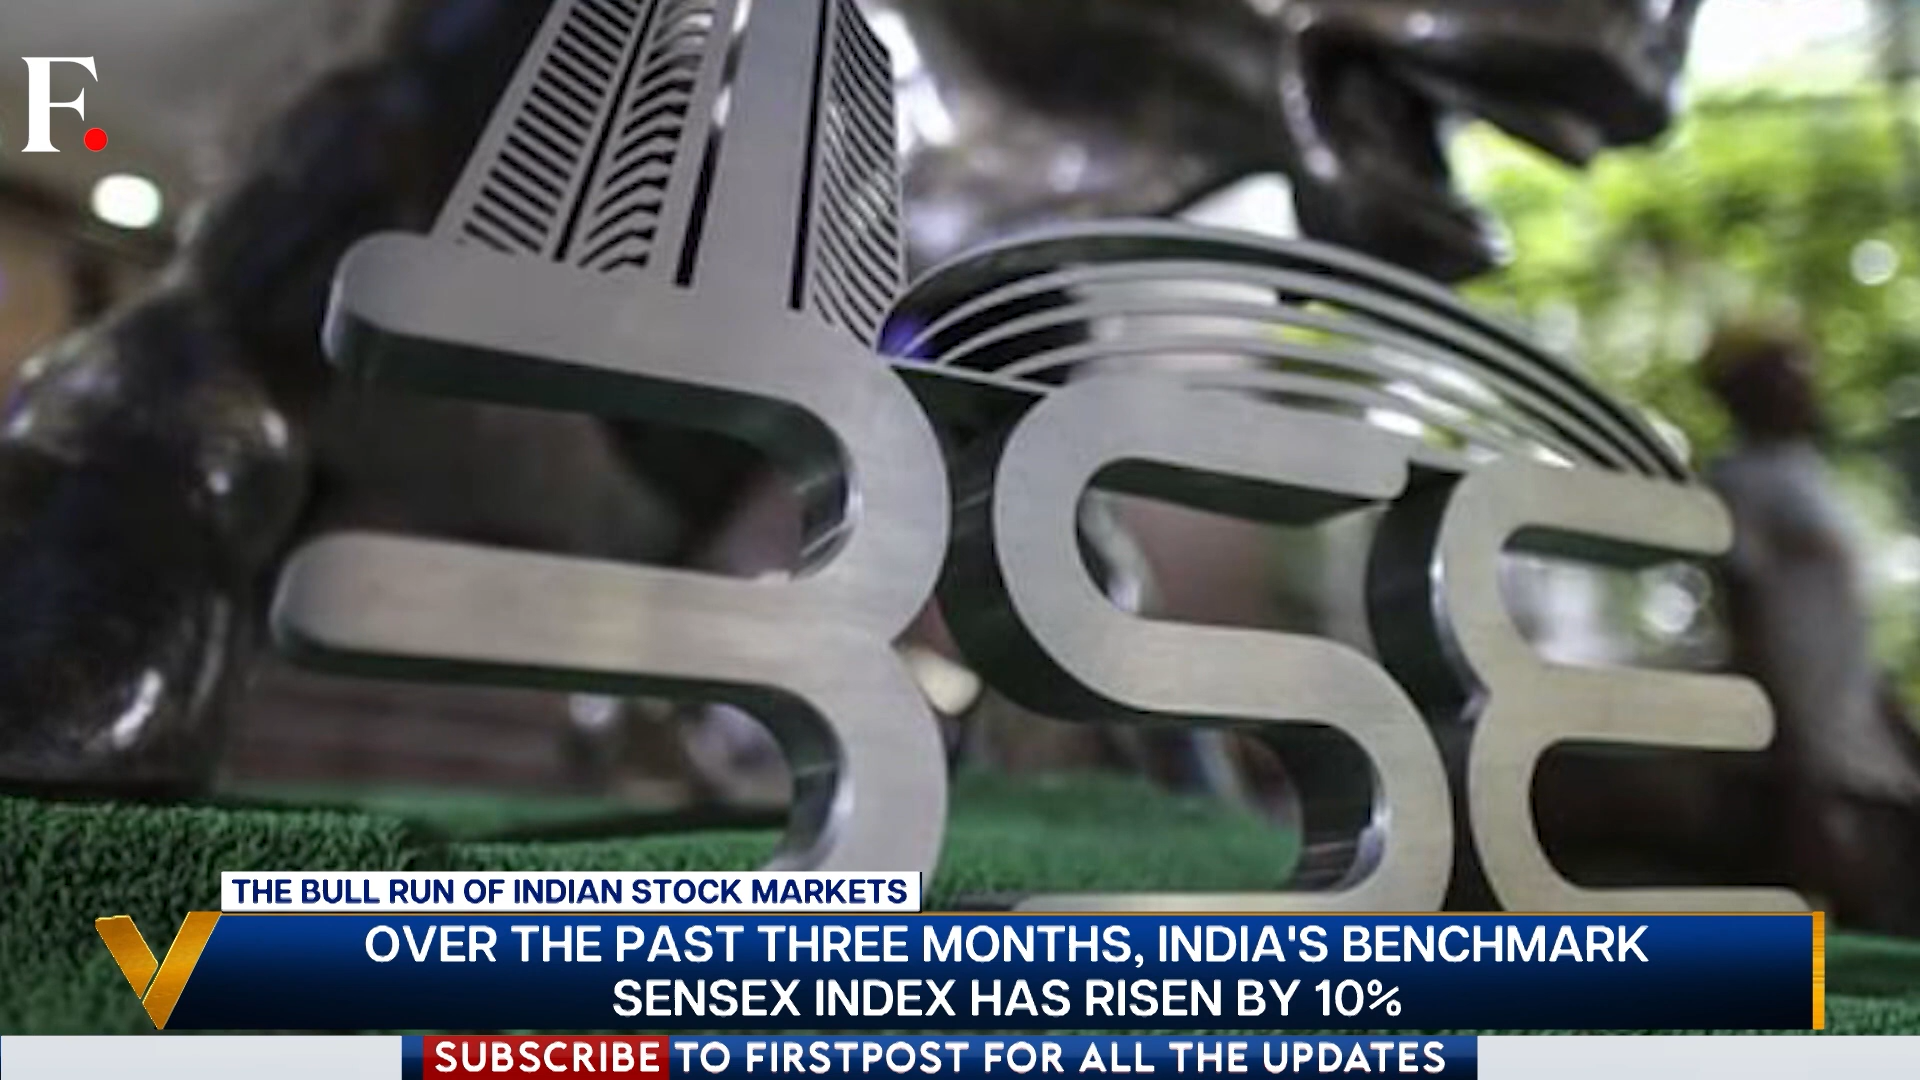 F.
BSE
THE BULL RUN OF INDIAN STOCK MARKETS
OVER THE PAST THREE MONTHS, INDIA'S BENCHMARK
SENSEX INDEX HAS RISEN BY 10%
SUBSCRIBE TO FIRSTPOST FOR ALL THE UPDATES